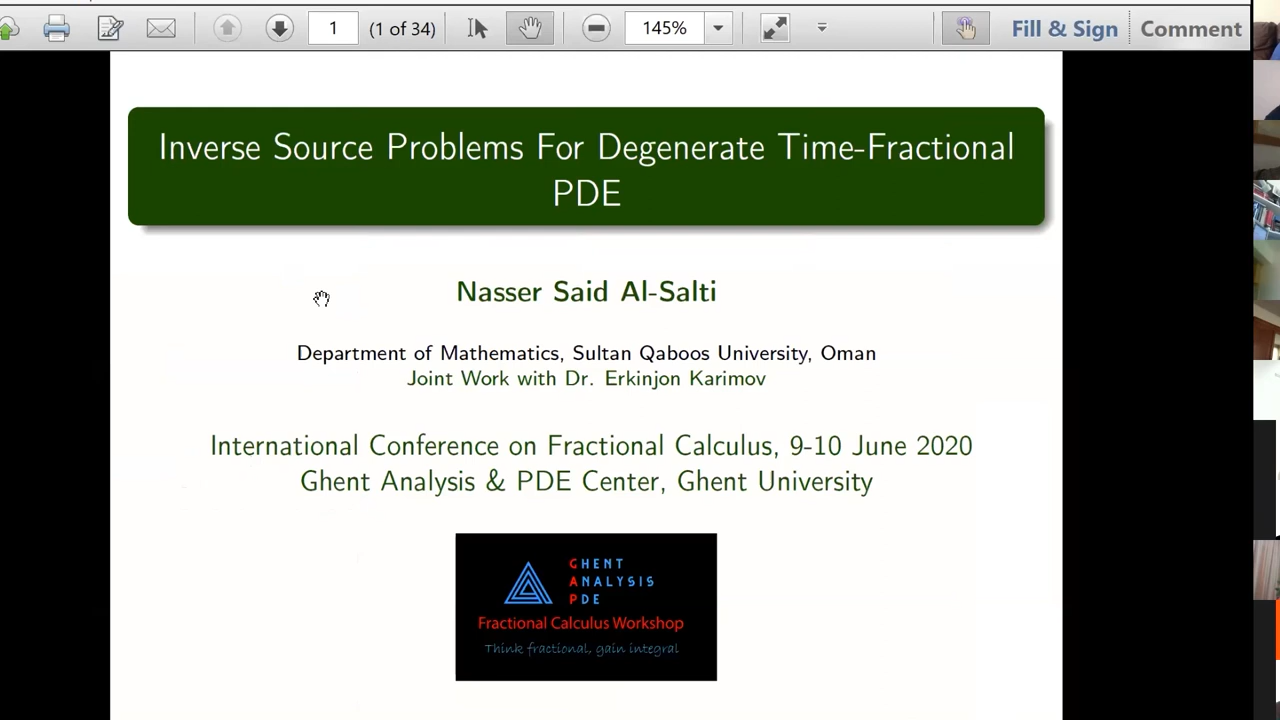 1 (1 of 34) 145% Fill & Sign Comment
Inverse Source Problems For Degenerate Time-Fractional
PDE
Nasser Said Al-Salti
Department of Mathematics, Sultan Qaboos University, Oman
Joint Work with Dr. Erkinjon Karimov
International Conference on Fractional Calculus, 9-10 June 2020
Ghent Analysis & PDE Center, Ghent University
GHENT
ANALYSIS
PDE
Fractional Calculus Workshop
Think fractional, gain integral